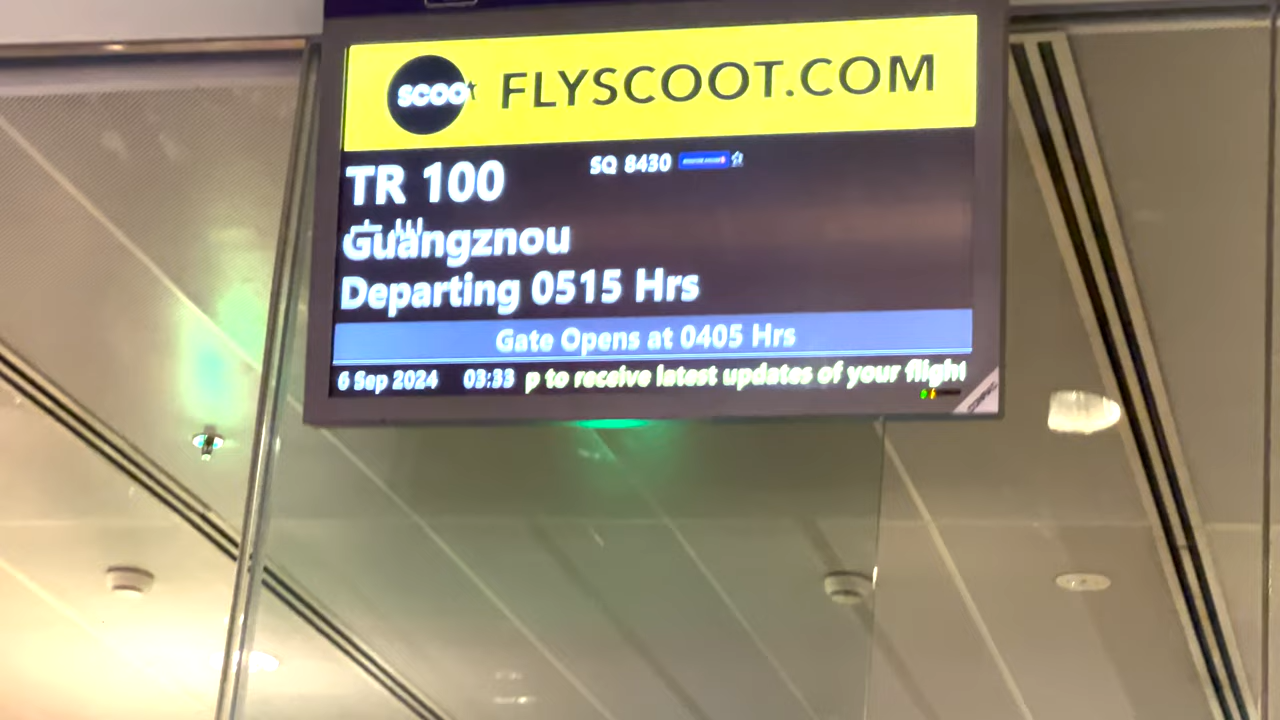 scoot FLYSCOOT.COM
TR 100
SQ 8430
Guangznou
Departing 0515 Hrs
Gate Opens at 0405 Hrs
6 Sep 2024 03:33 p to receive latest updates of your flight